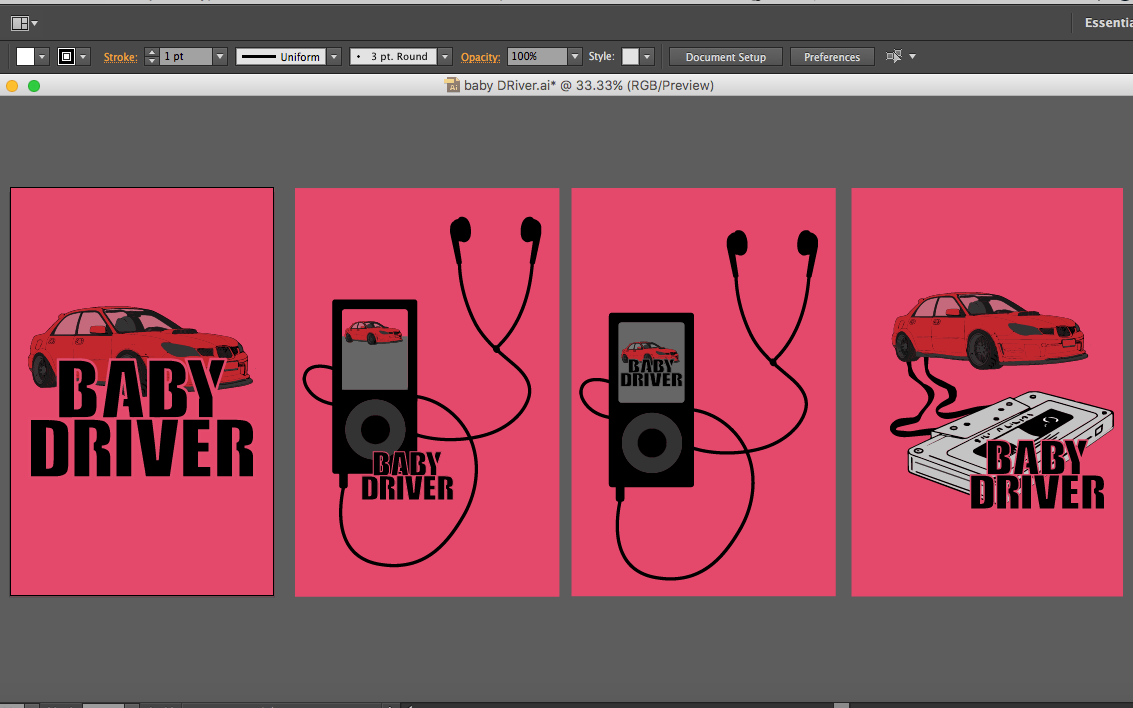 Essentia
Stroke: 1 pt Uniform 3 pt. Round Opacity: 100% Style: Document Setup Preferences
Ai baby DRiver.ai* @ 33.33% (RGB/Preview)
BABY
DRIVER
BABY
DRIVER
BABY
DRIVER
BABY
DRIVER